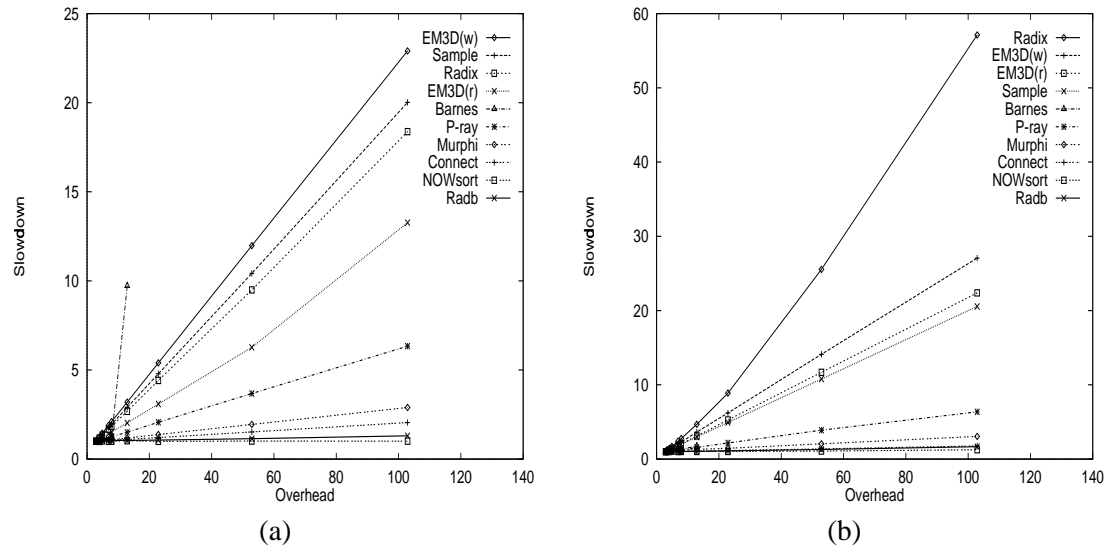 25
20
15
10
5
0
Slowdown
EM3D(w)
Sample
Radix
EM3D(r)
Barnes
P-ray
Murphi
Connect
NOWsort
Radb
0 20 40 60 80 100 120 140
Overhead
(a)
60
50
40
30
20
10
0
Slowdown
Radix
EM3D(w)
EM3D(r)
Sample
Barnes
P-ray
Murphi
Connect
NOWsort
Radb
0 20 40 60 80 100 120 140
Overhead
(b)